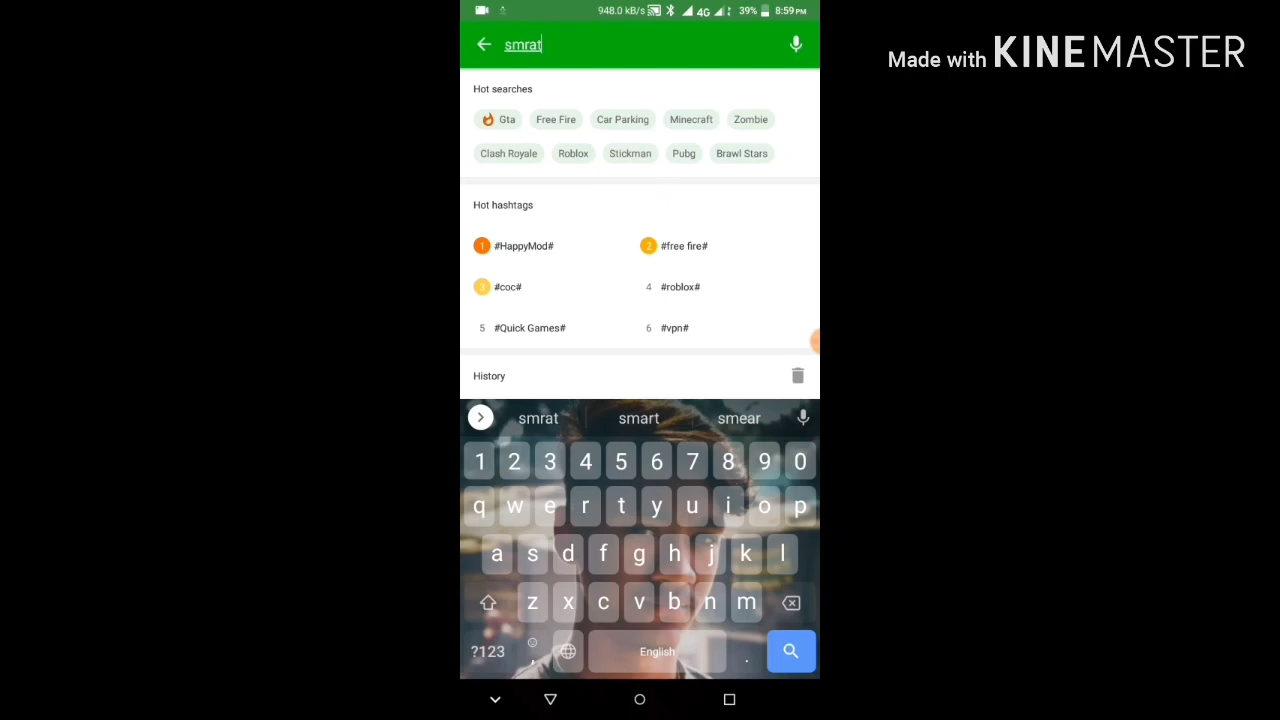 948.0 kB/s 4G 39% 8:59 PM
smrat
Made with KINEMASTER
Hot searches
Gta Free Fire Car Parking Minecraft Zombie
Clash Royale Roblox Stickman Pubg Brawl Stars
Hot hashtags
1 #HappyMod# 2 #free fire#
3 #coc# 4 #roblox#
5 #Quick Games# 6 #vpn#
History
smrat smart smear
1 2 3 4 5 6 7 8 9 0
q w e r t y u i o p
a s d f g h j k l
z x c v b n m
?123 , English .